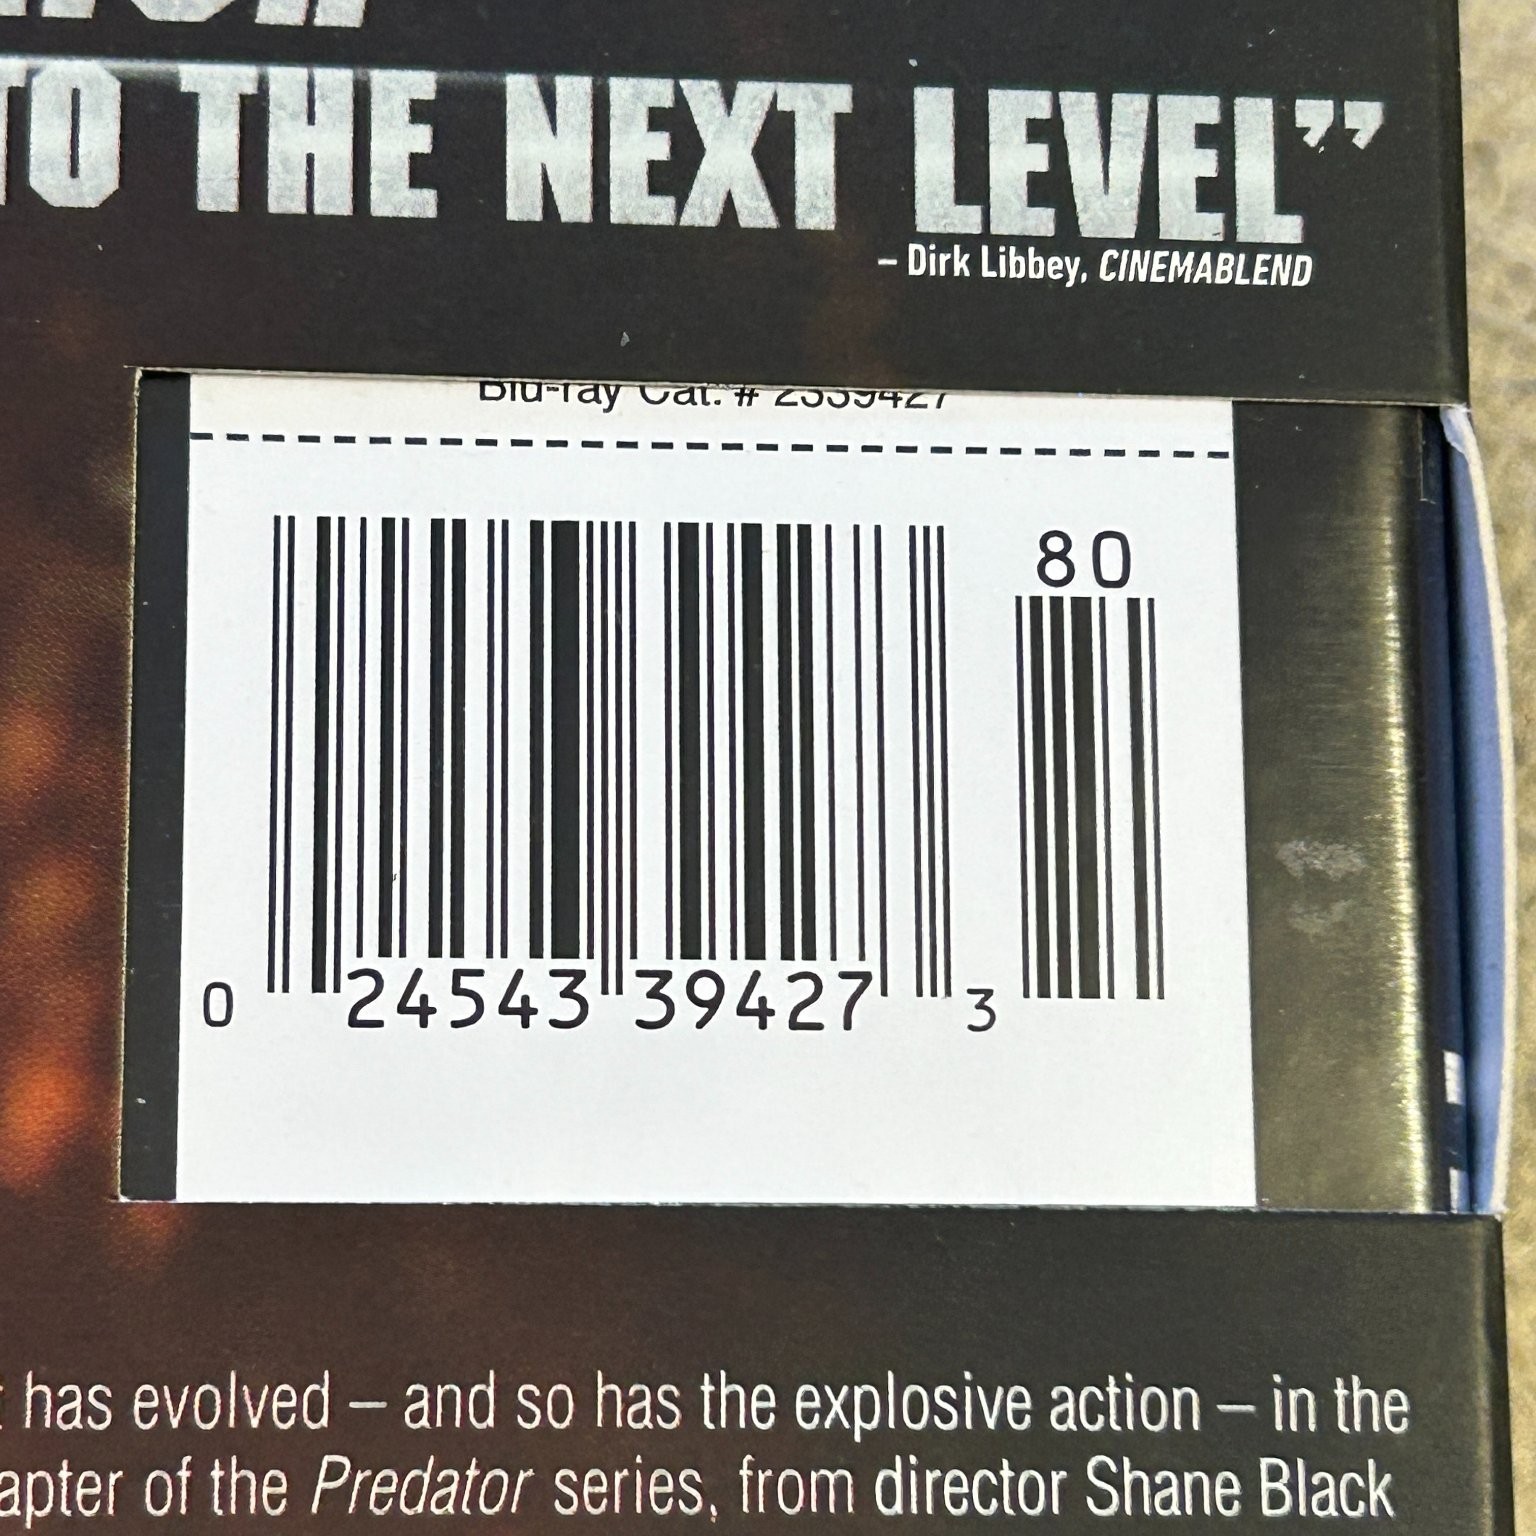 TO THE NEXT LEVEL”
– Dirk Libbey, CINEMABLEND
Blu-ray Cat. # 2339427
80
0 24543 39427 3
has evolved – and so has the explosive action – in the
of the Predator series, from director Shane Black